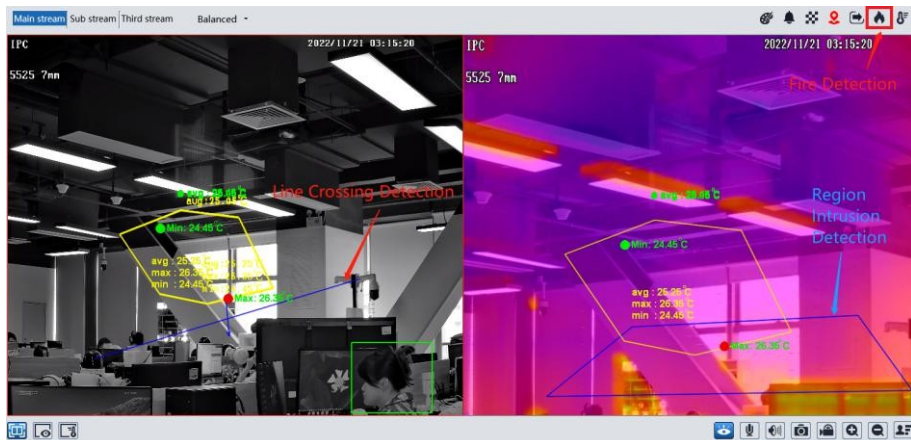 Main stream Sub stream Third stream Balanced
IPC
2022/11/21 03:15:20
5525 7mm
Line Crossing Detection
avg : 25.
Min: 24.45 C
avg : 25.25 C
max : 26.35 C
min : 24.45 C
Max: 26.35 C
IPC
2022/11/21 03:15:20
5525 7mm
Fire Detection
Region
Intrusion
Detection
Min: 24.45 C
avg : 25.25 C
max : 26.35 C
min : 24.45 C
Max: 26.35 C